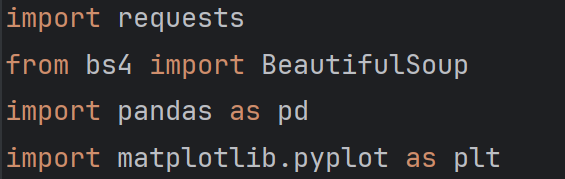 import requests
from bs4 import BeautifulSoup
import pandas as pd
import matplotlib.pyplot as plt